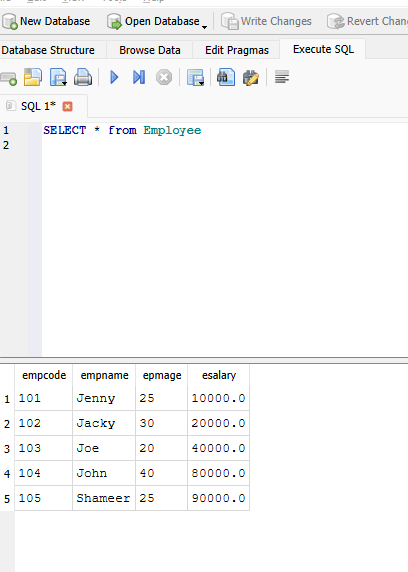 New Database Open Database Write Changes Revert Chan
Database Structure Browse Data Edit Pragmas Execute SQL
SQL 1*
1 SELECT * from Employee
2
empcode empname epmage esalary
1 101 Jenny 25 10000.0
2 102 Jacky 30 20000.0
3 103 Joe 20 40000.0
4 104 John 40 80000.0
5 105 Shameer 25 90000.0